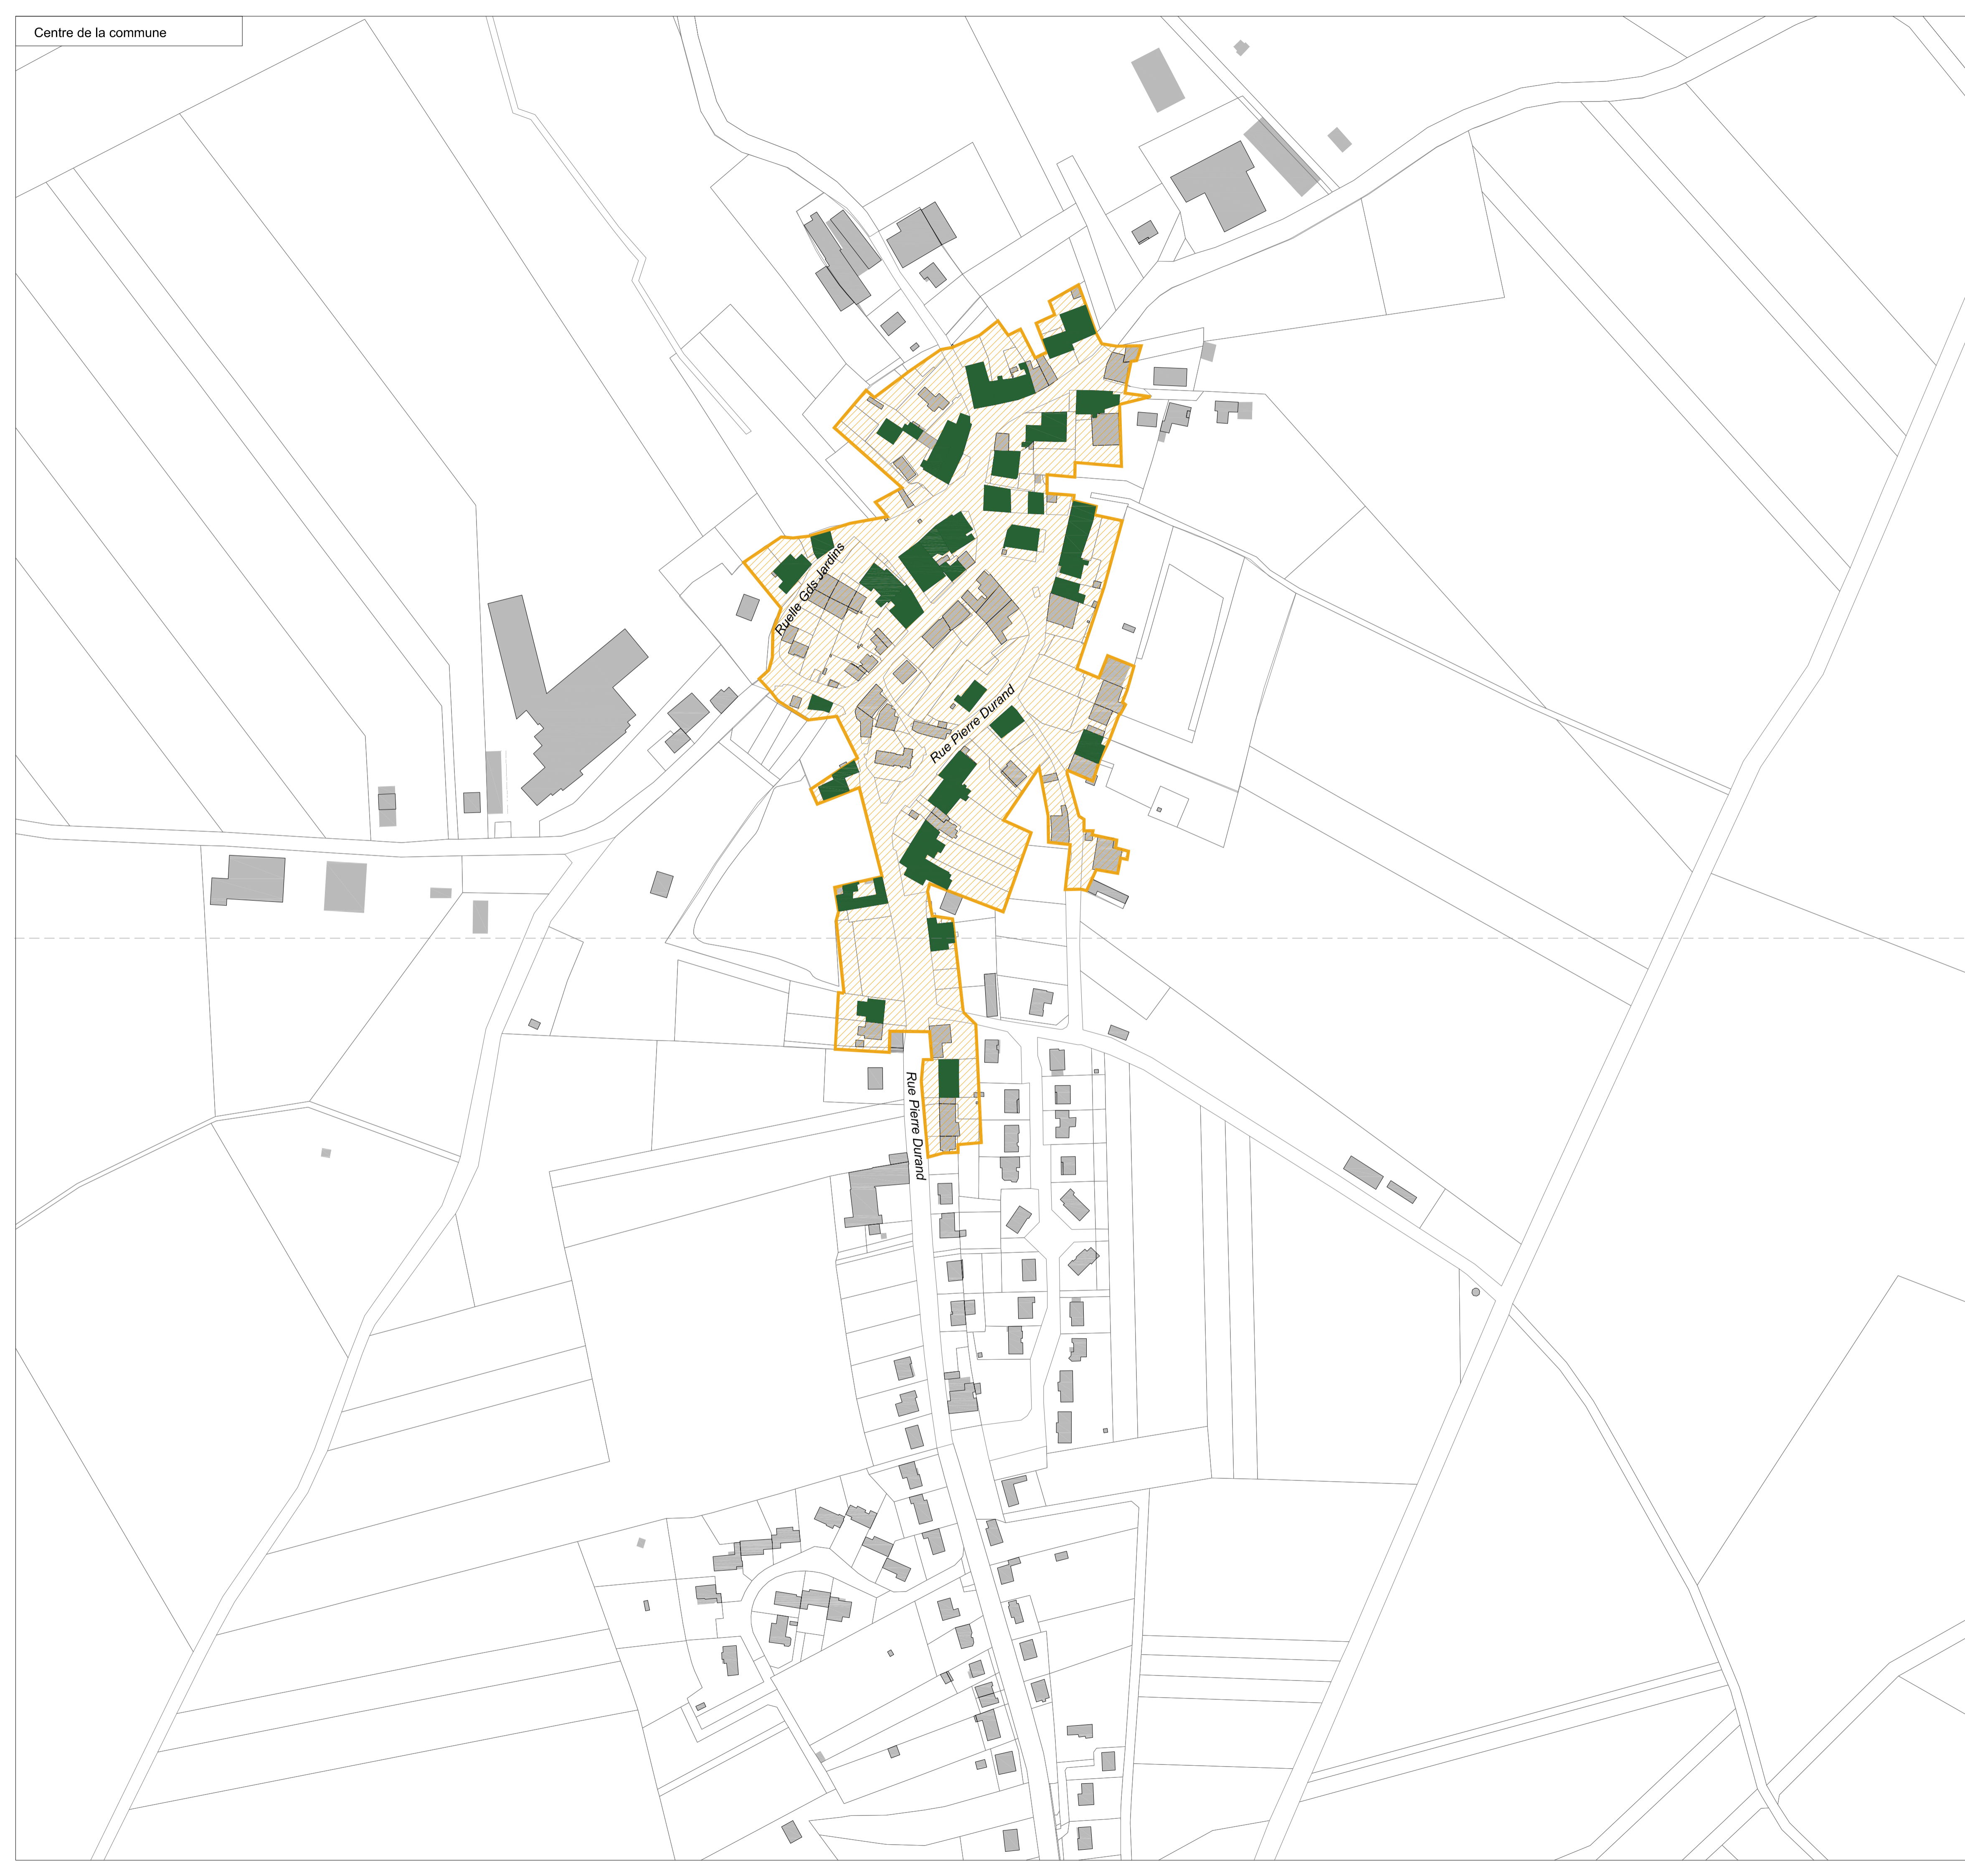 Centre de la commune
Ruelle Gds Jardins
Rue Pierre Durand
Rue Pierre Durand